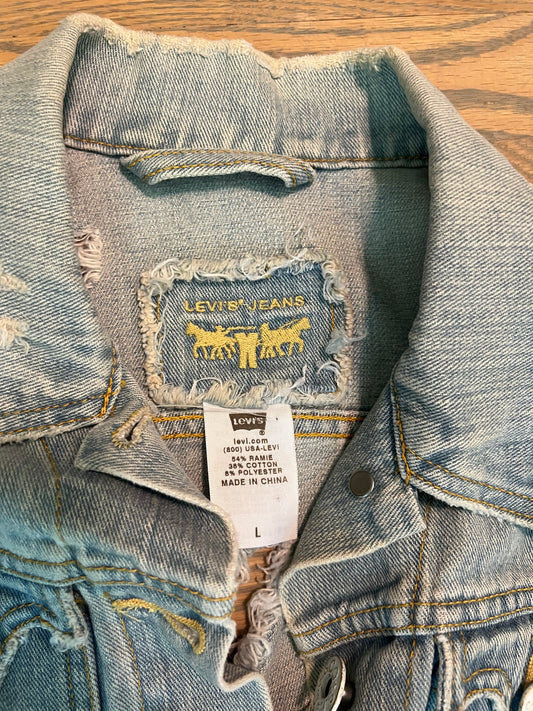 LEVI'S® JEANS
Levi's®
levi.com
(800) USA-LEVI
54% RAMIE
38% COTTON
8% POLYESTER
MADE IN CHINA
L